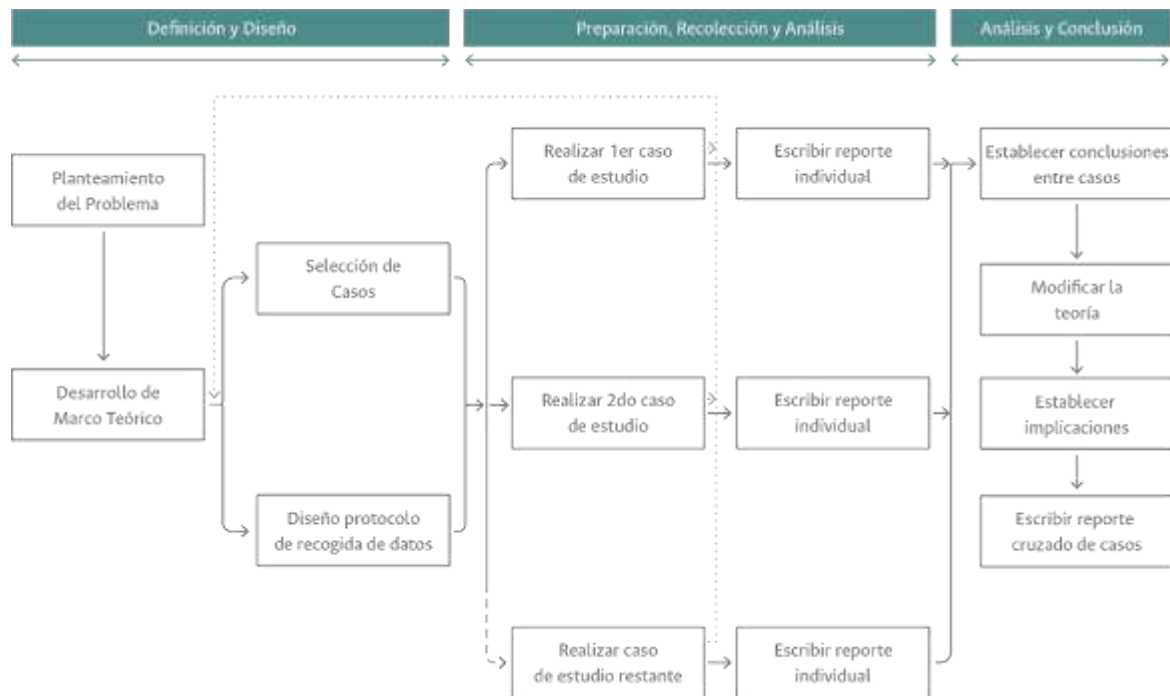 Definición y Diseño
Preparación, Recolección y Análisis
Análisis y Conclusión
Planteamiento
del Problema
Desarrollo de
Marco Teórico
Selección de
Casos
Diseño protocolo
de recogida de datos
Realizar 1er caso
de estudio
Escribir reporte
individual
Realizar 2do caso
de estudio
Escribir reporte
individual
Realizar caso
de estudio restante
Escribir reporte
individual
Establecer conclusiones
entre casos
Modificar la
teoría
Establecer
implicaciones
Escribir reporte
cruzado de casos